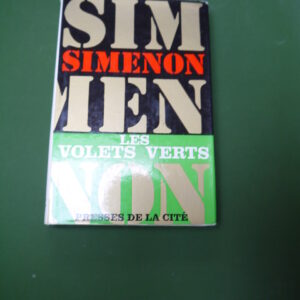 SIM
SIMENON
MEN
LES
VOLETS VERTS
NON
PRESSES DE LA CITÉ